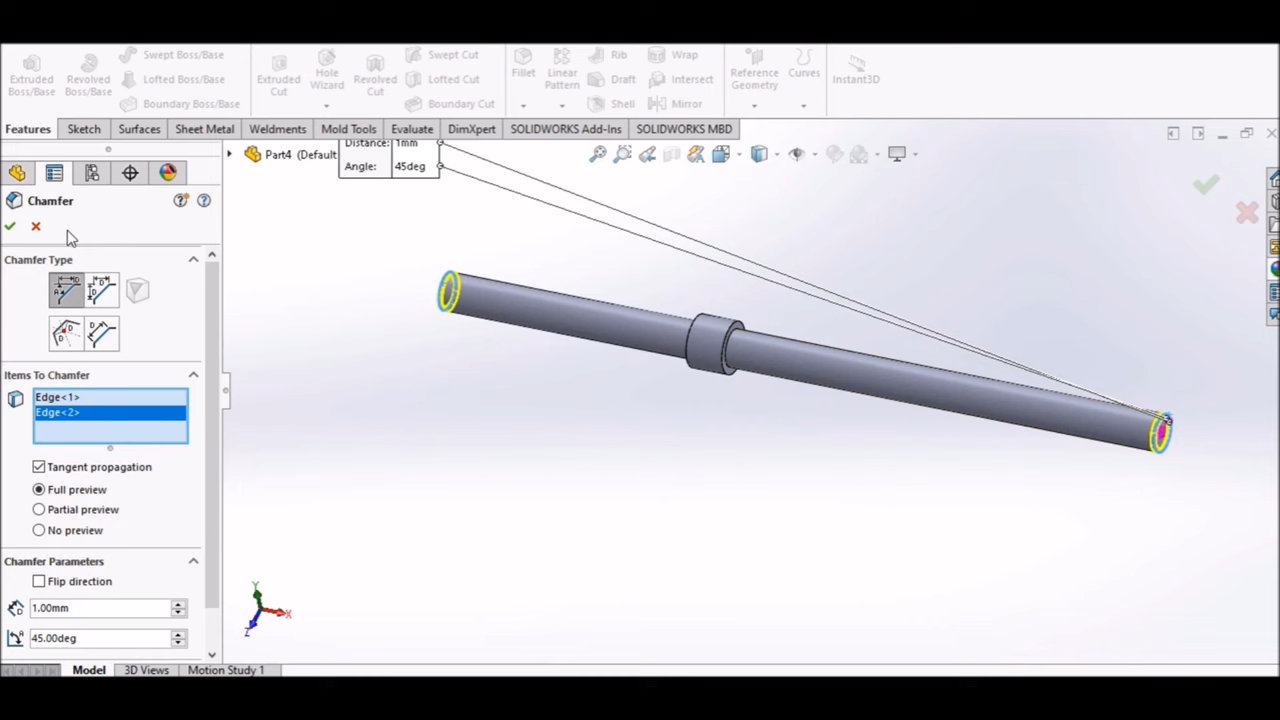 Extruded Boss/Base
Revolved Boss/Base
Swept Boss/Base
Lofted Boss/Base
Boundary Boss/Base
Extruded Cut
Hole Wizard
Revolved Cut
Swept Cut
Lofted Cut
Boundary Cut
Fillet
Linear Pattern
Rib
Draft
Shell
Wrap
Intersect
Mirror
Reference Geometry
Curves
Instant3D
Features Sketch Surfaces Sheet Metal Weldments Mold Tools Evaluate DimXpert SOLIDWORKS Add-Ins SOLIDWORKS MBD
Part4 (Default
Distance: 1mm
Angle: 45deg
Chamfer
Chamfer Type
Items To Chamfer
Edge<1>
Edge<2>
Tangent propagation
Full preview
Partial preview
No preview
Chamfer Parameters
Flip direction
1.00mm
45.00deg
Y
X
Z
Model 3D Views Motion Study 1